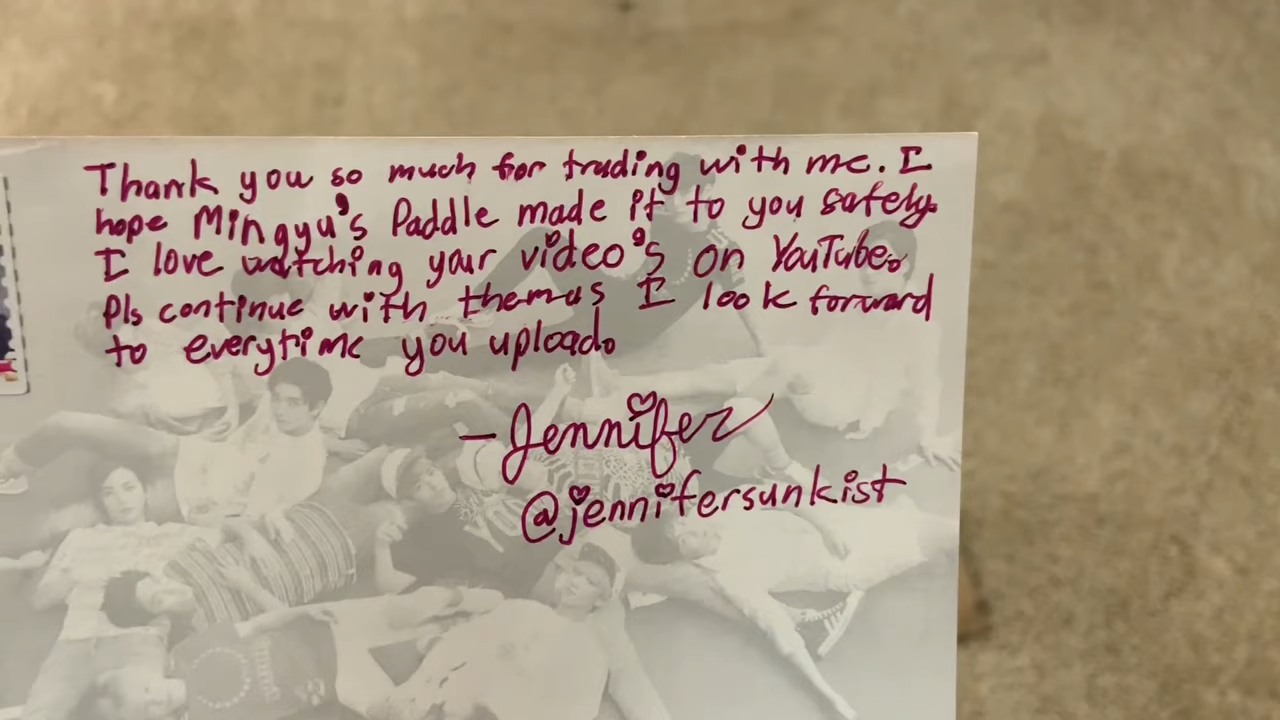 Thank you so much for trading with me. I
hope Mingyu's Paddle made it to you safely.
I love watching your video's on YouTube.
Pls continue with them as I look forward
to everytime you upload.
- Jennifer
@jennifersunkist